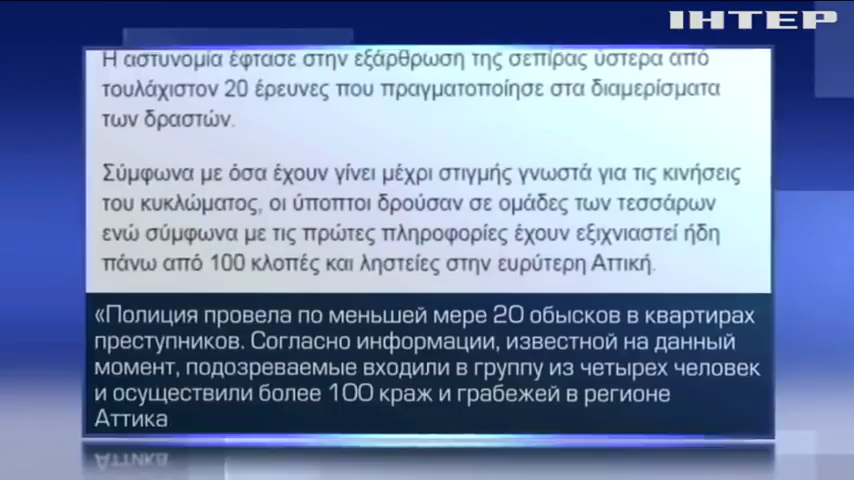 ІНТЕР
Η αστυνομία έφτασε στην εξάρθρωση της σεπίρας ύστερα από
τουλάχιστον 20 έρευνες που πραγματοποίησε στα διαμερίσματα
των δραστών.
Σύμφωνα με όσα έχουν γίνει μέχρι στιγμής γνωστά για τις κινήσεις
του κυκλώματος, οι ύποπτοι δρούσαν σε ομάδες των τεσσάρων
ενώ σύμφωνα με τις πρώτες πληροφορίες έχουν εξιχνιαστεί ήδη
πάνω από 100 κλοπές και ληστείες στην ευρύτερη Αττική.
«Полиция провела по меньшей мере 20 обысков в квартирах
преступников. Согласно информации, известной на данный
момент, подозреваемые входили в группу из четырех человек
и осуществили более 100 краж и грабежей в регионе
Аттика